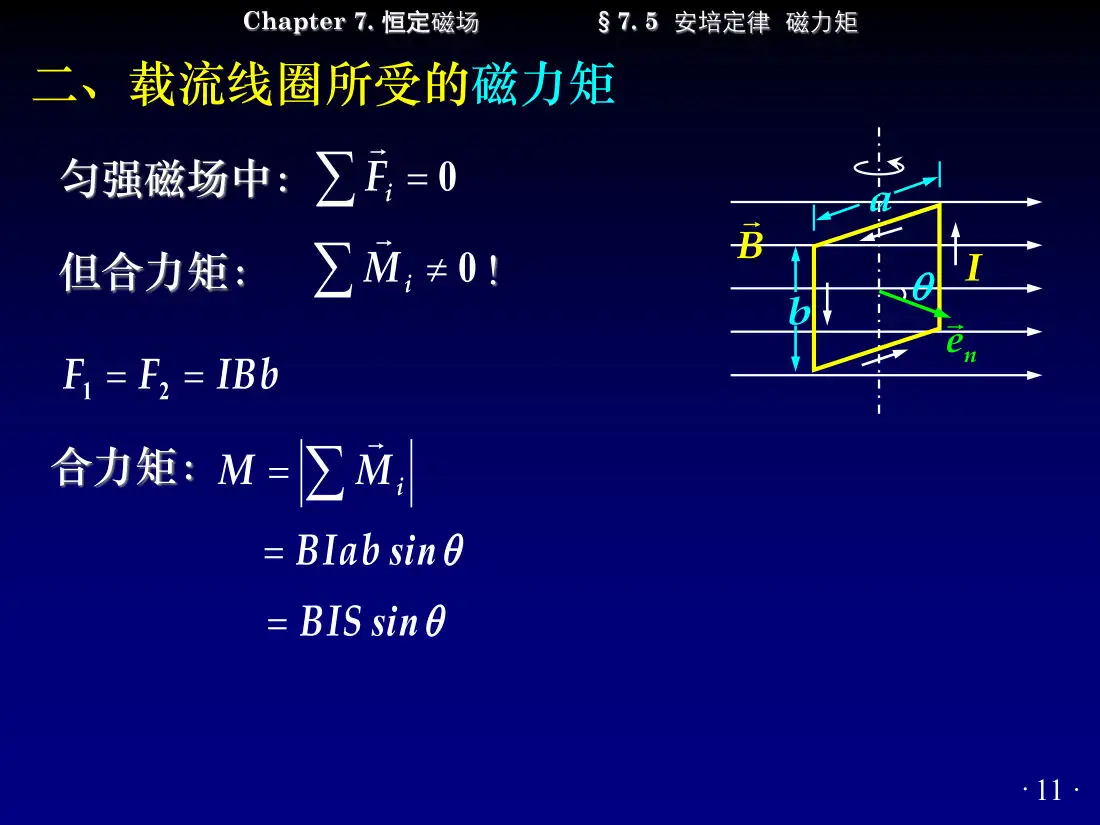 Chapter 7. 恒定磁场 §7.5 安培定律 磁力矩
二、载流线圈所受的磁力矩
匀强磁场中: ∑ F⃗ᵢ = 0
但合力矩: ∑ M⃗ᵢ ≠ 0 !
F₁ = F₂ = IBb
合力矩: M = |∑ M⃗ᵢ|
= BIab sinθ
= BIS sinθ
a
B⃗
I
θ
b
e⃗ₙ
· 11 ·